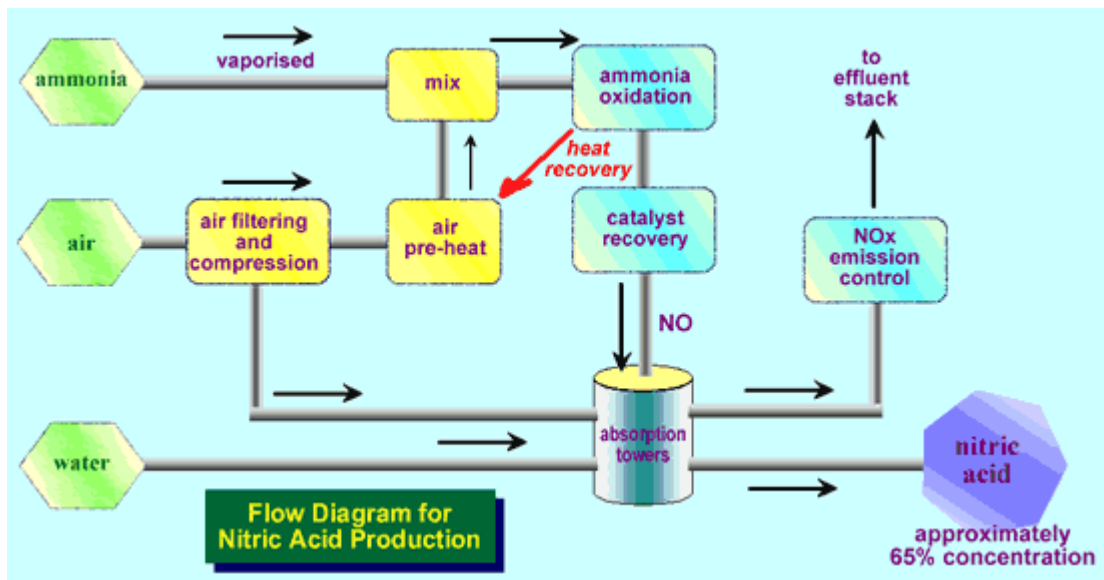 ammonia
vaporised
mix
ammonia
oxidation
to
effluent
stack
heat
recovery
air
air filtering
and
compression
air
pre-heat
catalyst
recovery
NOx
emission
control
NO
water
absorption
towers
nitric
acid
Flow Diagram for
Nitric Acid Production
approximately
65% concentration